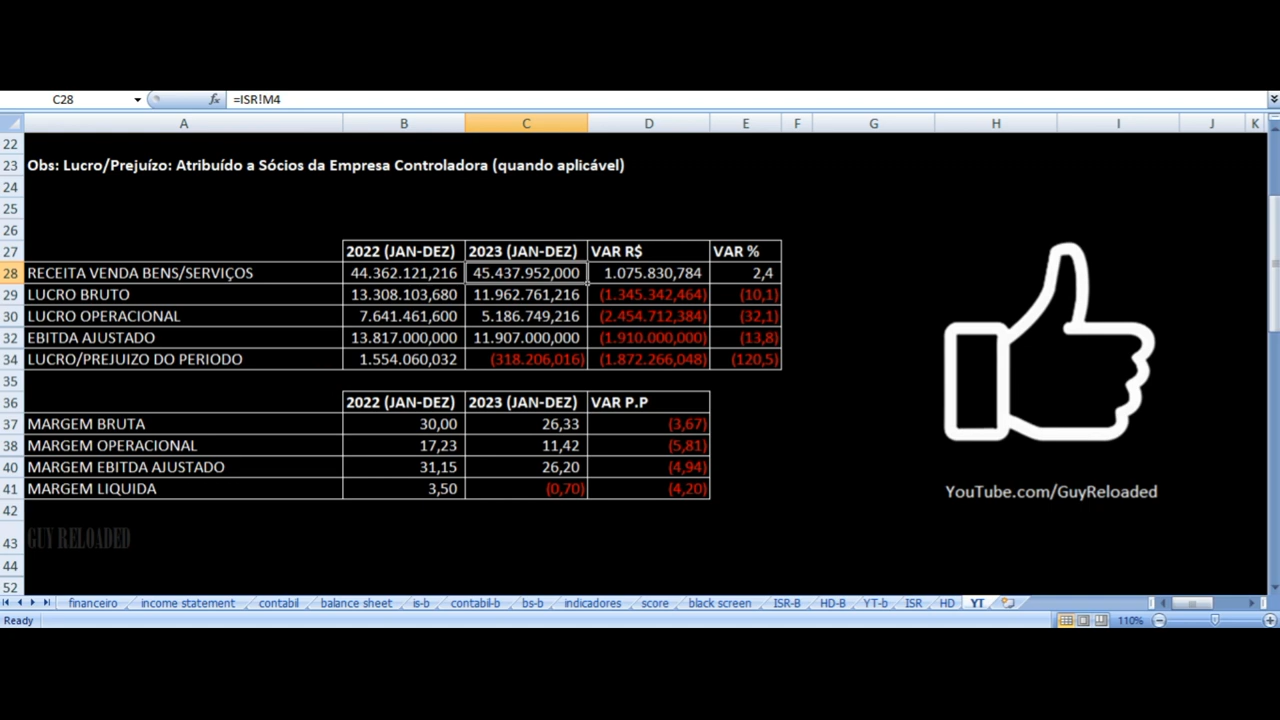 C28 fx =ISR!M4
A B C D E F G H I J K
22
23 Obs: Lucro/Prejuízo: Atribuído a Sócios da Empresa Controladora (quando aplicável)
24
25
26
27 2022 (JAN-DEZ) 2023 (JAN-DEZ) VAR R$ VAR %
28 RECEITA VENDA BENS/SERVIÇOS 44.362.121,216 45.437.952,000 1.075.830,784 2,4
29 LUCRO BRUTO 13.308.103,680 11.962.761,216 (1.345.342,464) (10,1)
30 LUCRO OPERACIONAL 7.641.461,600 5.186.749,216 (2.454.712,384) (32,1)
32 EBITDA AJUSTADO 13.817.000,000 11.907.000,000 (1.910.000,000) (13,8)
34 LUCRO/PREJUIZO DO PERIODO 1.554.060,032 (318.206,016) (1.872.266,048) (120,5)
35
36 2022 (JAN-DEZ) 2023 (JAN-DEZ) VAR P.P
37 MARGEM BRUTA 30,00 26,33 (3,67)
38 MARGEM OPERACIONAL 17,23 11,42 (5,81)
40 MARGEM EBITDA AJUSTADO 31,15 26,20 (4,94)
41 MARGEM LIQUIDA 3,50 (0,70) (4,20)
YouTube.com/GuyReloaded
42
43 GUY RELOADED
44
52
financeiro income statement contabil balance sheet is-b contabil-b bs-b indicadores score black screen ISR-B HD-B YT-b ISR HD YT
Ready 110%